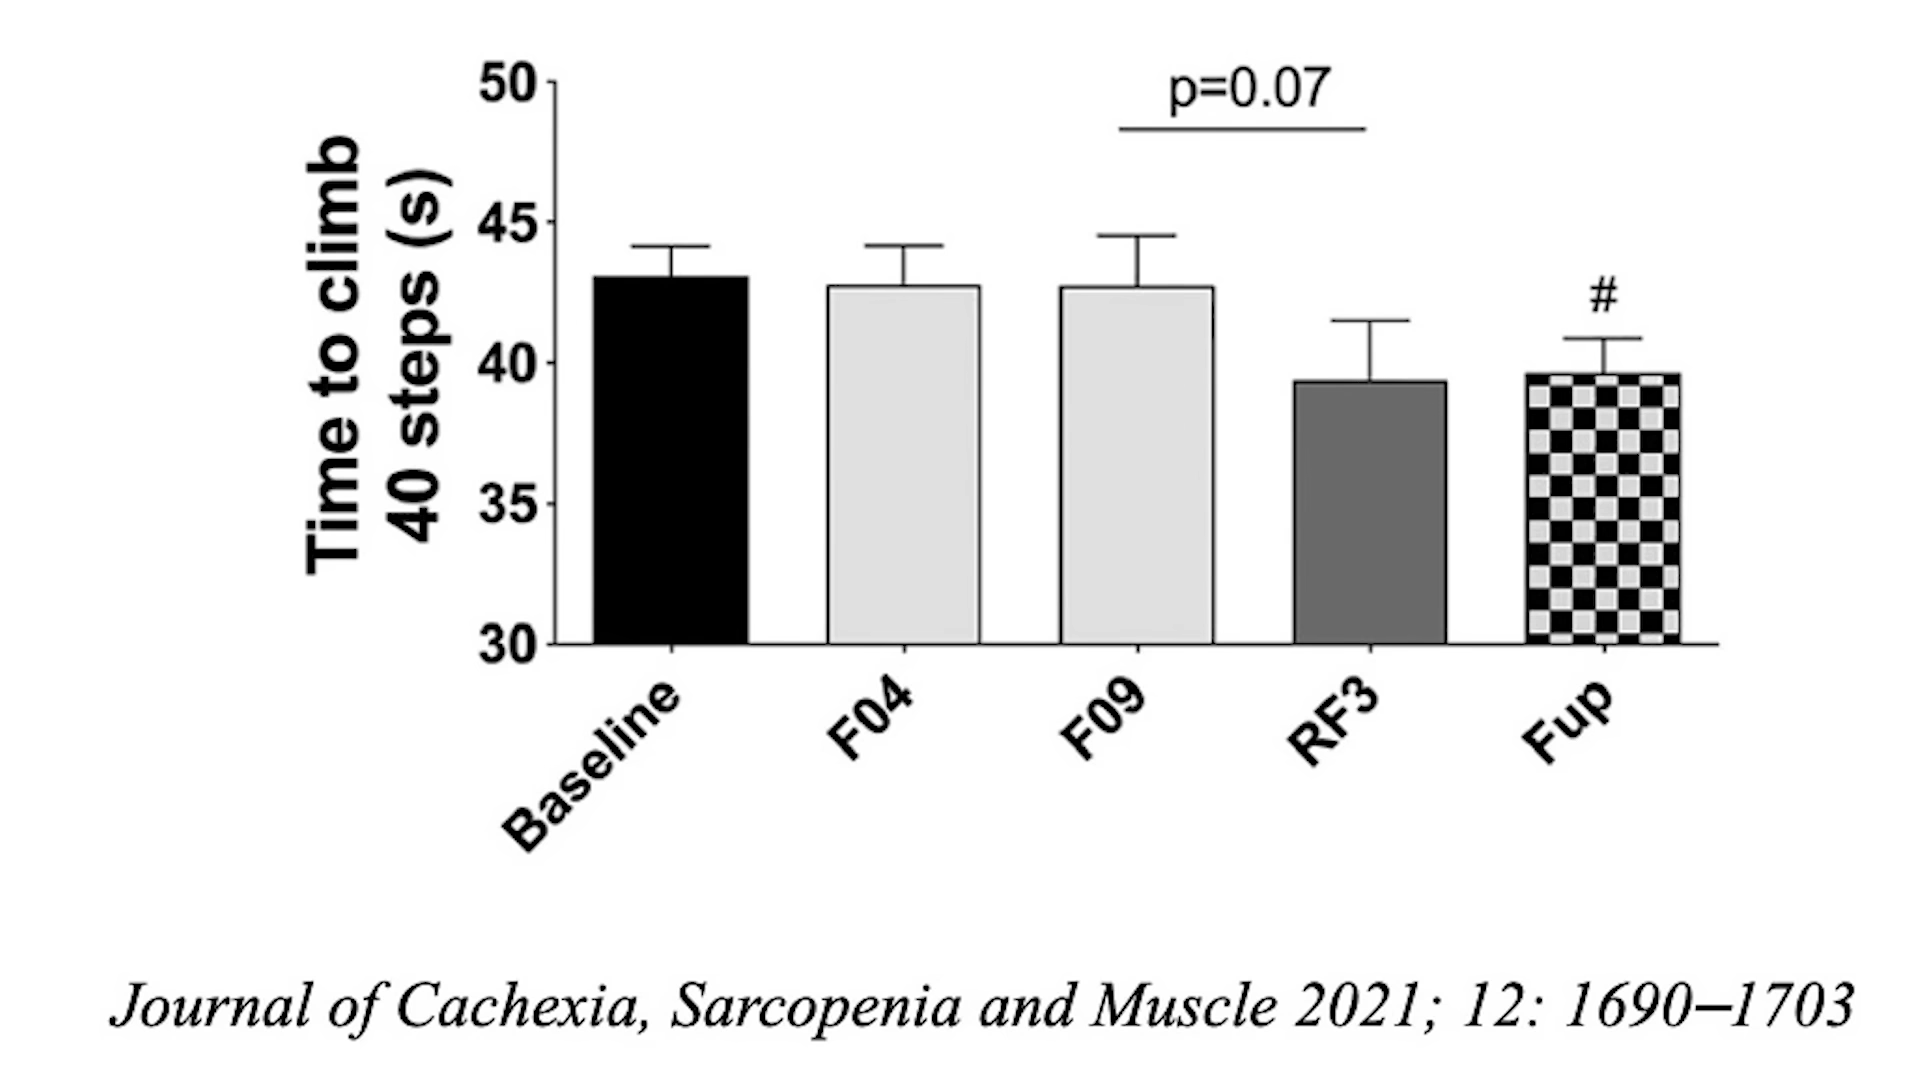 Time to climb
40 steps (s)
50
45
40
35
30
p=0.07
#
Baseline
F04
F09
RF3
Fup
Journal of Cachexia, Sarcopenia and Muscle 2021; 12: 1690–1703